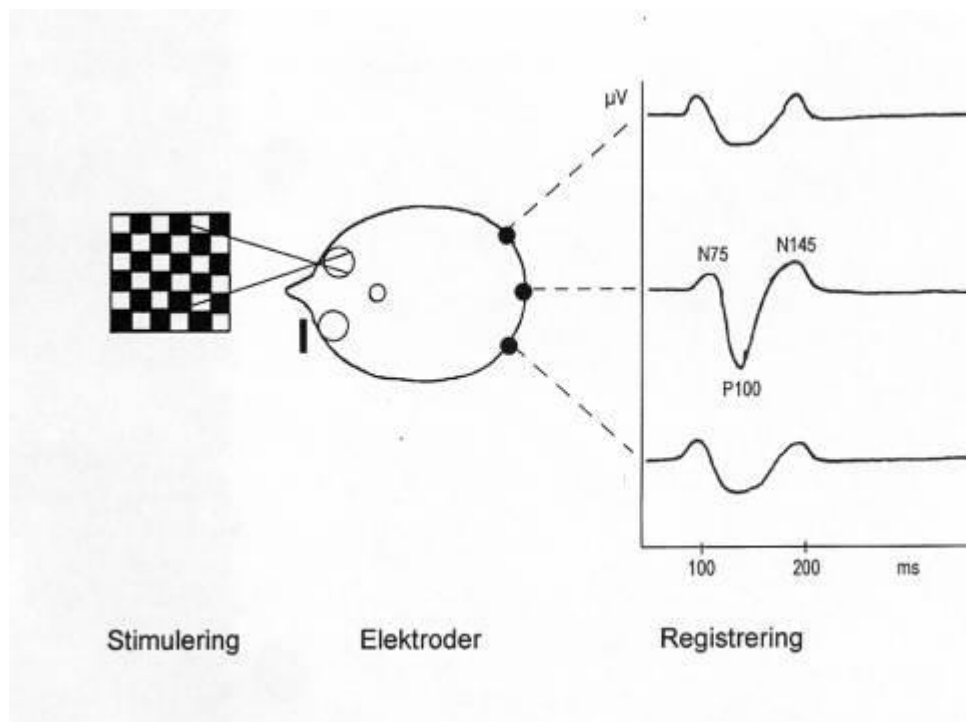 µV
N75
N145
P100
100
200
ms
Stimulering
Elektroder
Registrering